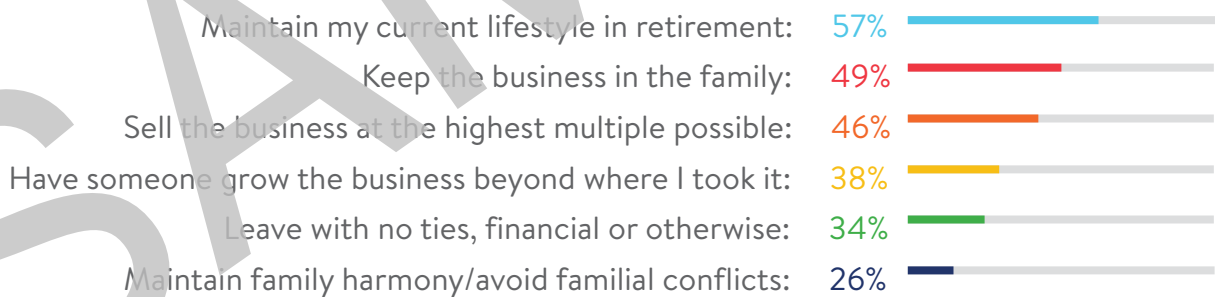 Maintain my current lifestyle in retirement: 57%
Keep the business in the family: 49%
Sell the business at the highest multiple possible: 46%
Have someone grow the business beyond where I took it: 38%
Leave with no ties, financial or otherwise: 34%
Maintain family harmony/avoid familial conflicts: 26%